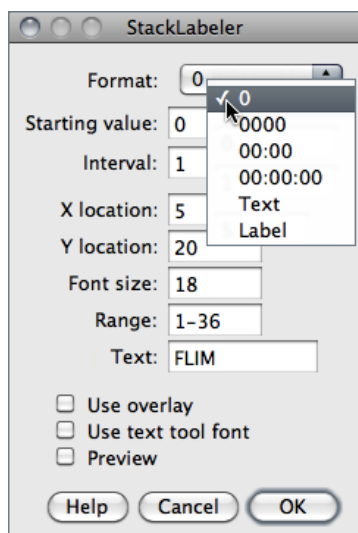 StackLabeler
Format: 0
✓ 0
Starting value: 0
0000
Interval: 1
00:00
00:00:00
X location: 5
Text
Y location: 20
Label
Font size: 18
Range: 1-36
Text: FLIM
Use overlay
Use text tool font
Preview
Help Cancel OK